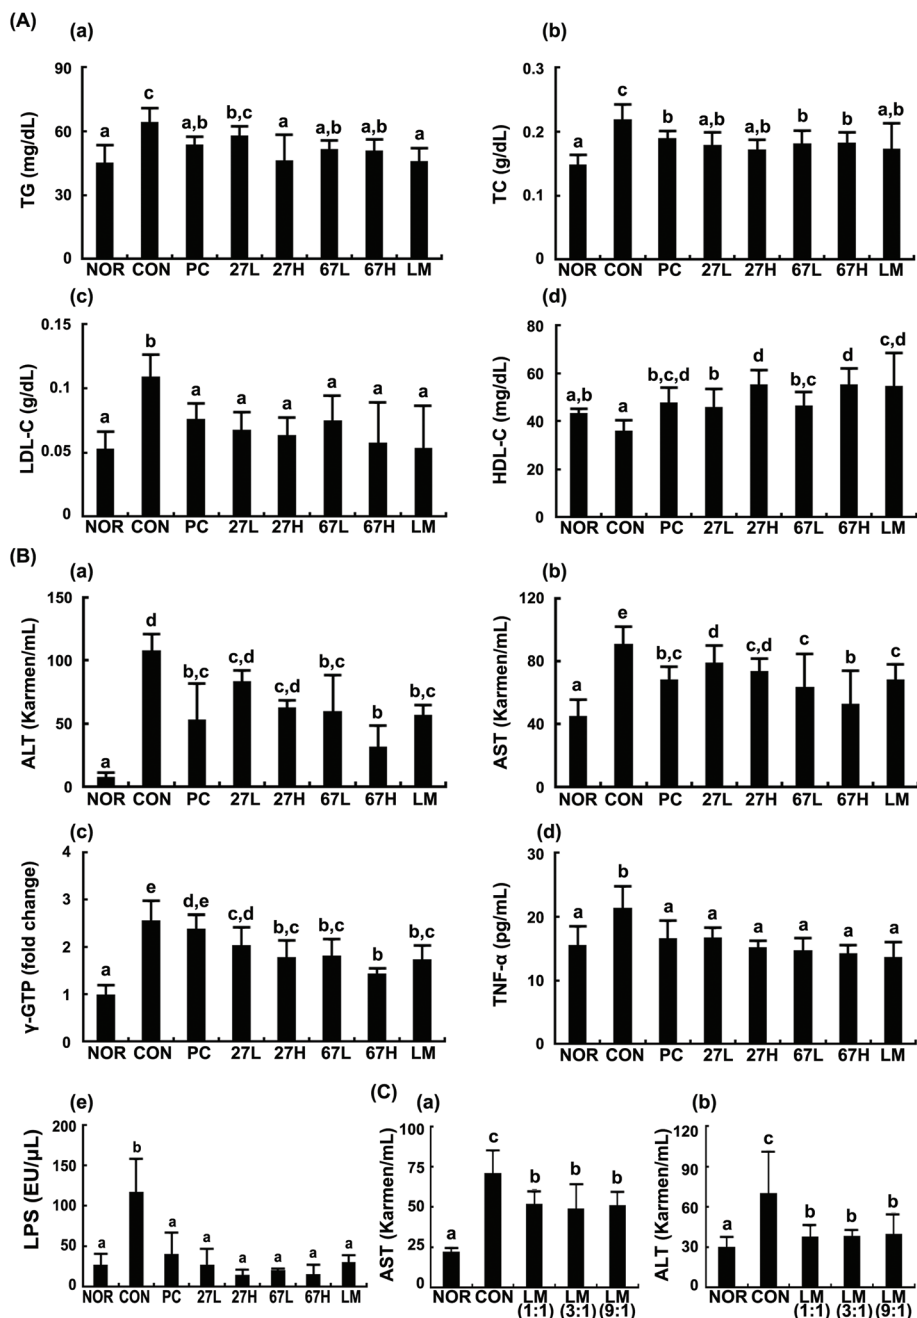 (A)
(a)
TG (mg/dL)
90
60
30
0
a
c
a,b
b,c
a
a,b
a,b
a
NOR CON PC 27L 27H 67L 67H LM
(b)
TC (g/dL)
0.3
0.2
0.1
0
a
c
b
a,b
a,b
b
b
a,b
NOR CON PC 27L 27H 67L 67H LM
(c)
LDL-C (g/dL)
0.15
0.1
0.05
0
a
b
a
a
a
a
a
a
NOR CON PC 27L 27H 67L 67H LM
(d)
HDL-C (mg/dL)
80
60
40
20
0
a,b
a
b,c,d
b
d
b,c
d
c,d
NOR CON PC 27L 27H 67L 67H LM
(B)
(a)
ALT (Karmen/mL)
150
100
50
0
a
d
b,c
c,d
c,d
b,c
b
b,c
NOR CON PC 27L 27H 67L 67H LM
(b)
AST (Karmen/mL)
120
80
40
0
a
e
b,c
d
c,d
c
b
c
NOR CON PC 27L 27H 67L 67H LM
(c)
γ-GTP (fold change)
4
3
2
1
0
a
e
d,e
c,d
b,c
b,c
b
b,c
NOR CON PC 27L 27H 67L 67H LM
(d)
TNF-α (pg/mL)
30
20
10
0
a
b
a
a
a
a
a
a
NOR CON PC 27L 27H 67L 67H LM
(e)
LPS (EU/μL)
200
150
100
50
0
a
b
a
a
a
a
a
a
NOR CON PC 27L 27H 67L 67H LM
(C)
(a)
AST (Karmen/mL)
100
75
50
25
0
a
c
b
b
b
NOR CON LM LM LM
(1:1) (3:1) (9:1)
(b)
ALT (Karmen/mL)
120
90
60
30
0
a
c
b
b
b
NOR CON LM LM LM
(1:1) (3:1) (9:1)